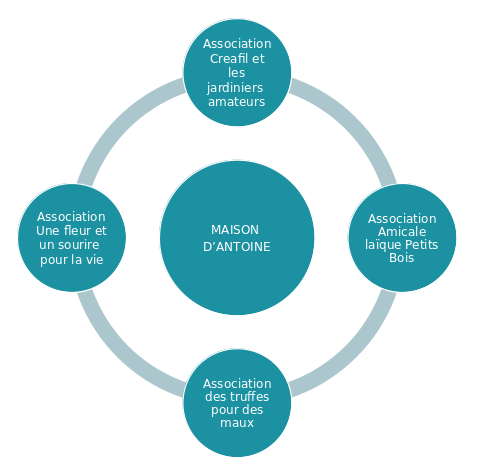 Association
Creafil et
les
jardiniers
amateurs
Association
Une fleur et
un sourire
pour la vie
MAISON
D’ANTOINE
Association
Amicale
laïque Petits
Bois
Association
des truffes
pour des
maux